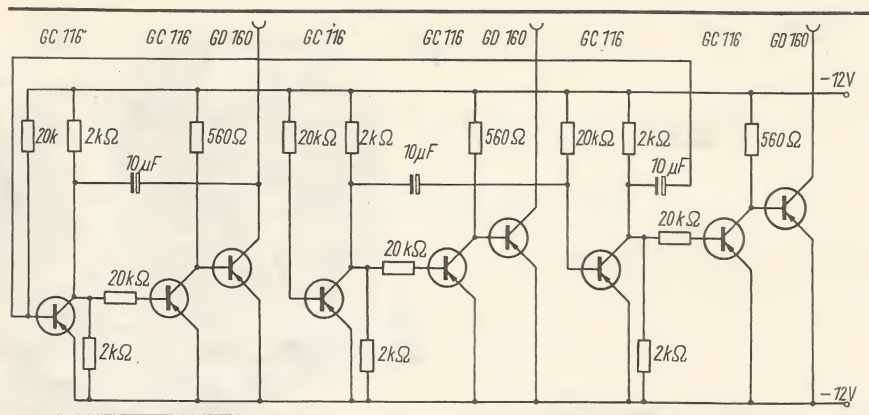 GC 116 GC 116 GD 160 GC 116 GC 116 GD 160 GC 116 GC 116 GD 160
−12V
20k 2kΩ 560Ω 20kΩ 2kΩ 560Ω 20kΩ 2kΩ 560Ω
10µF 10µF 10µF
20kΩ 20kΩ 20kΩ
2kΩ 2kΩ 2kΩ
−12V